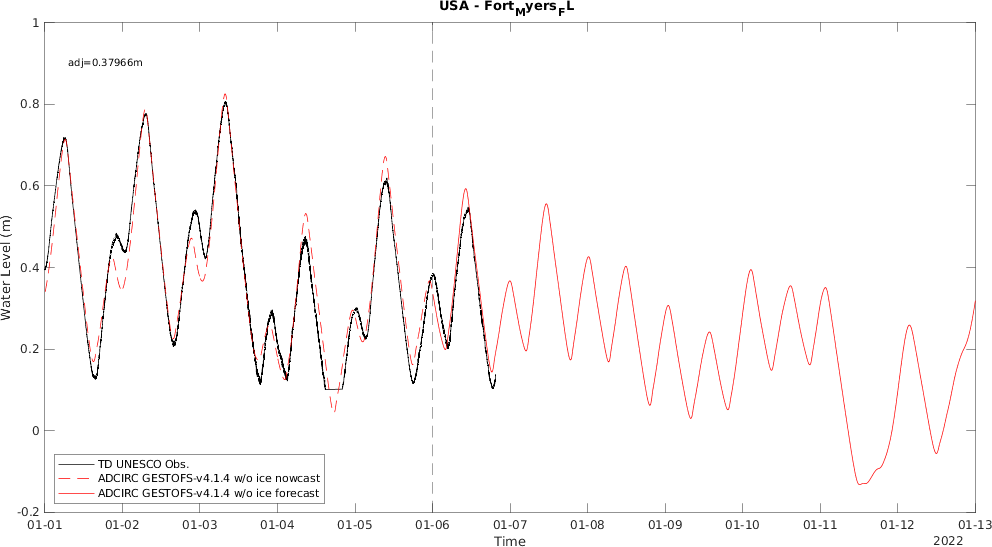 USA - Fort_Myers_FL
adj=0.37966m
1
0.8
0.6
0.4
0.2
0
-0.2
Water Level (m)
TD UNESCO Obs.
ADCIRC GESTOFS-v4.1.4 w/o ice nowcast
ADCIRC GESTOFS-v4.1.4 w/o ice forecast
01-01 01-02 01-03 01-04 01-05 01-06 01-07 01-08 01-09 01-10 01-11 01-12 01-13
Time
2022